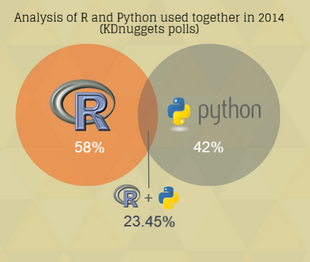 Analysis of R and Python used together in 2014
(KDnuggets polls)
R
python
58%
42%
R +
23.45%